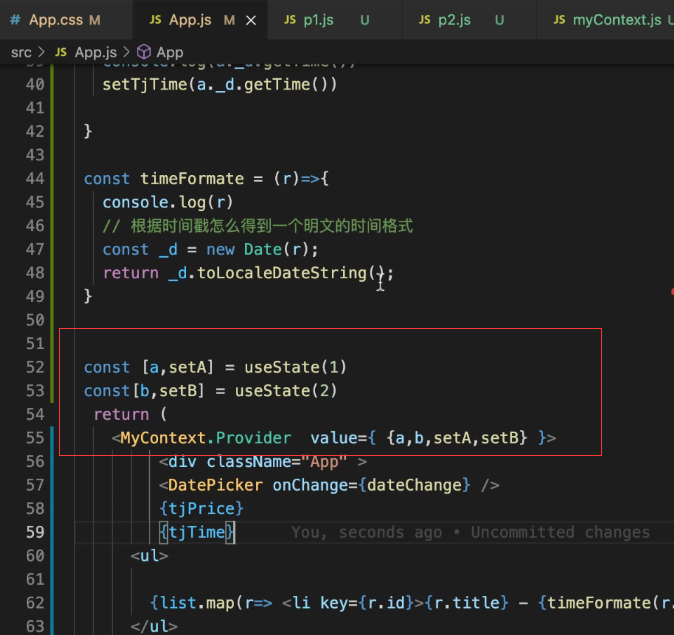 # App.css M JS App.js M × JS p1.js U JS p2.js U JS myContext.js U
src > JS App.js > App
39 console.log(a._d.getTime())
40 setTjTime(a._d.getTime())
41
42 }
43
44 const timeFormate = (r)=>{
45 console.log(r)
46 // 根据时间戳怎么得到一个明文的时间格式
47 const _d = new Date(r);
48 return _d.toLocaleDateString();
49 }
50
51
52 const [a,setA] = useState(1)
53 const[b,setB] = useState(2)
54 return (
55 <MyContext.Provider value={ {a,b,setA,setB} }>
56 <div className="App" >
57 <DatePicker onChange={dateChange} />
58 {tjPrice}
59 {tjTime} You, seconds ago • Uncommitted changes
60 <ul>
61
62 {list.map(r=> <li key={r.id}>{r.title} - {timeFormate(r.
63 </ul>